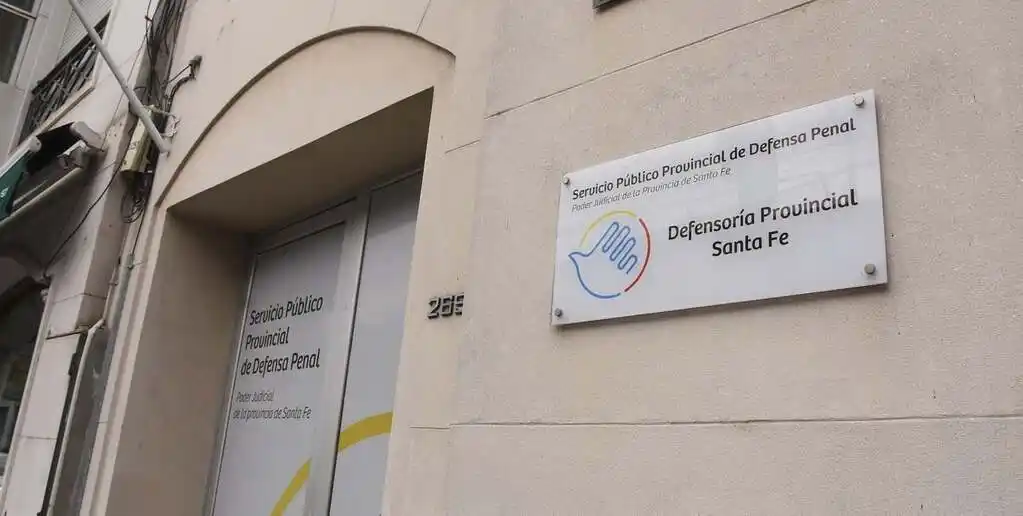 Servicio Público Provincial de Defensa Penal
Poder Judicial de la Provincia de Santa Fe
Defensoría Provincial
Santa Fe
Servicio Público
Provincial
de Defensa Penal
Poder Judicial
de la provincia de Santa Fe